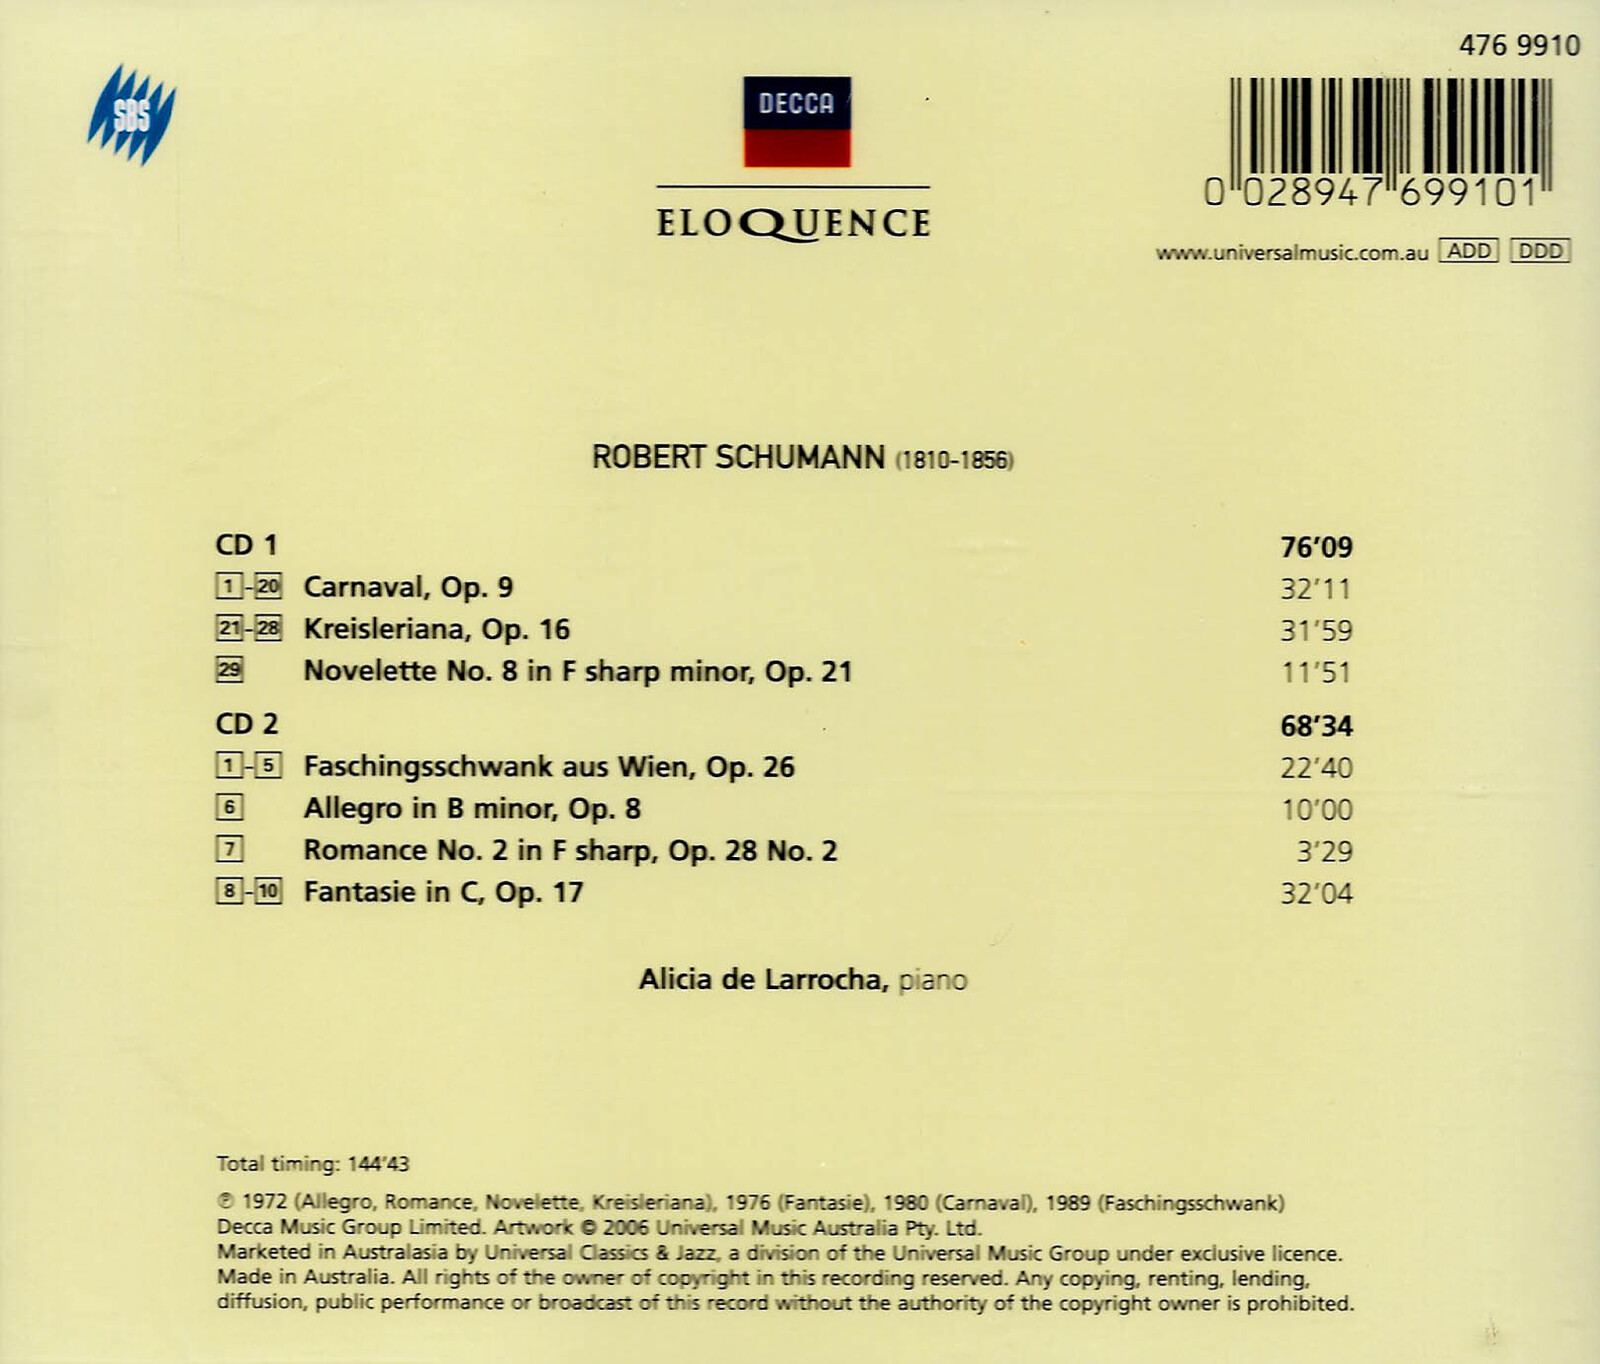 476 9910
SBS
DECCA
ELOQUENCE
0 028947 699101
www.universalmusic.com.au ADD DDD
ROBERT SCHUMANN (1810-1856)
CD 1 76'09
1-20 Carnaval, Op. 9 32'11
21-28 Kreisleriana, Op. 16 31'59
29 Novelette No. 8 in F sharp minor, Op. 21 11'51
CD 2 68'34
1-5 Faschingsschwank aus Wien, Op. 26 22'40
6 Allegro in B minor, Op. 8 10'00
7 Romance No. 2 in F sharp, Op. 28 No. 2 3'29
8-10 Fantasie in C, Op. 17 32'04
Alicia de Larrocha, piano
Total timing: 144'43
℗ 1972 (Allegro, Romance, Novelette, Kreisleriana), 1976 (Fantasie), 1980 (Carnaval), 1989 (Faschingsschwank)
Decca Music Group Limited. Artwork © 2006 Universal Music Australia Pty. Ltd.
Marketed in Australasia by Universal Classics & Jazz, a division of the Universal Music Group under exclusive licence.
Made in Australia. All rights of the owner of copyright in this recording reserved. Any copying, renting, lending,
diffusion, public performance or broadcast of this record without the authority of the copyright owner is prohibited.